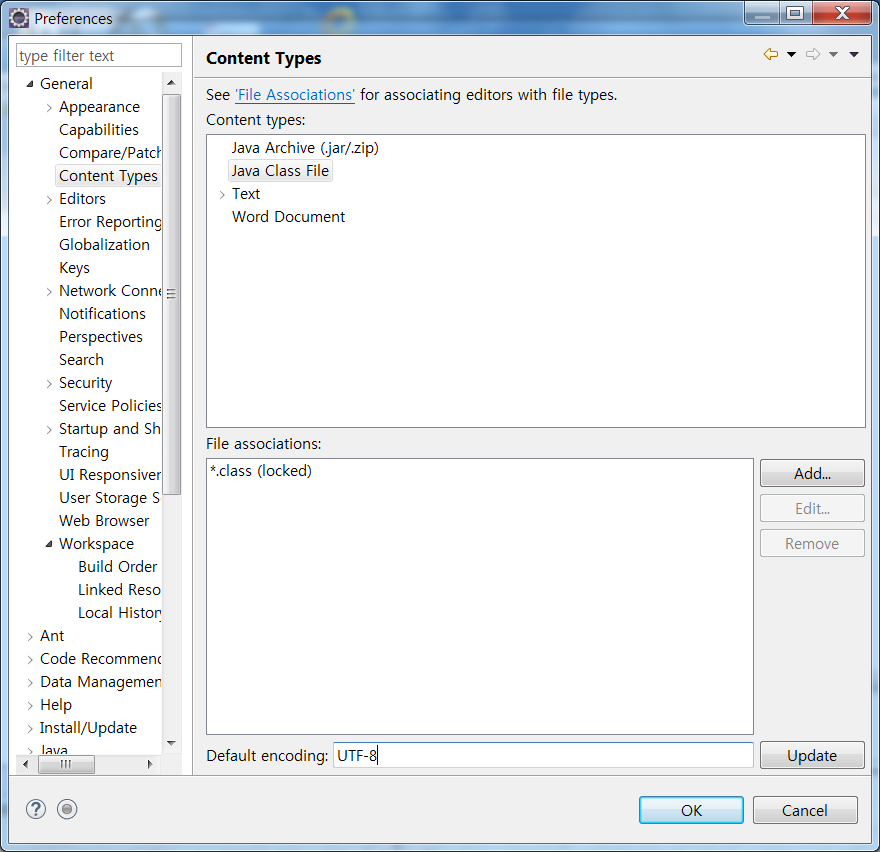 Preferences
type filter text
General
Appearance
Capabilities
Compare/Patch
Content Types
Editors
Error Reporting
Globalization
Keys
Network Conne
Notifications
Perspectives
Search
Security
Service Policies
Startup and Sh
Tracing
UI Responsiver
User Storage S
Web Browser
Workspace
Build Order
Linked Reso
Local History
Ant
Code Recommend
Data Management
Help
Install/Update
Java
Content Types
See 'File Associations' for associating editors with file types.
Content types:
Java Archive (.jar/.zip)
Java Class File
Text
Word Document
File associations:
*.class (locked)
Add...
Edit...
Remove
Default encoding: UTF-8
Update
OK
Cancel